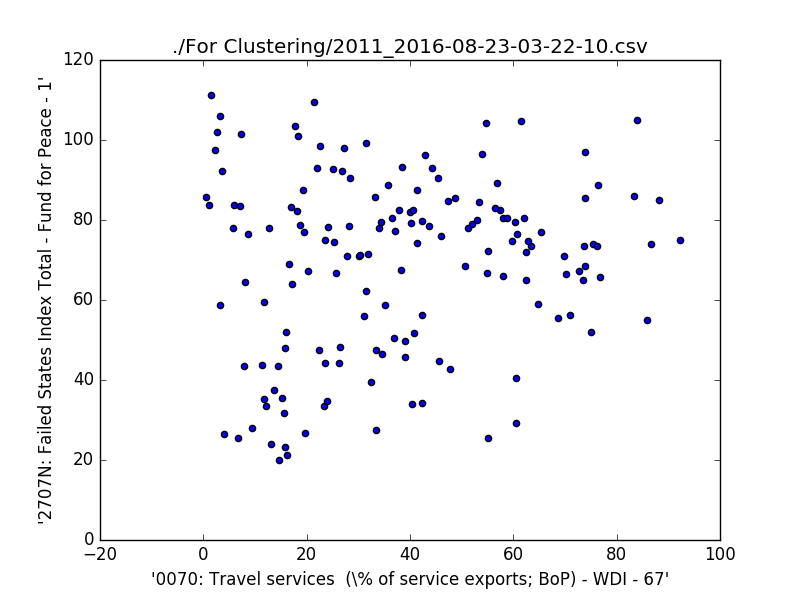 ./For Clustering/2011_2016-08-23-03-22-10.csv
120
100
80
60
40
20
0
'2707N: Failed States Index Total - Fund for Peace - 1'
−20 0 20 40 60 80 100
'0070: Travel services  (\% of service exports; BoP) - WDI - 67'